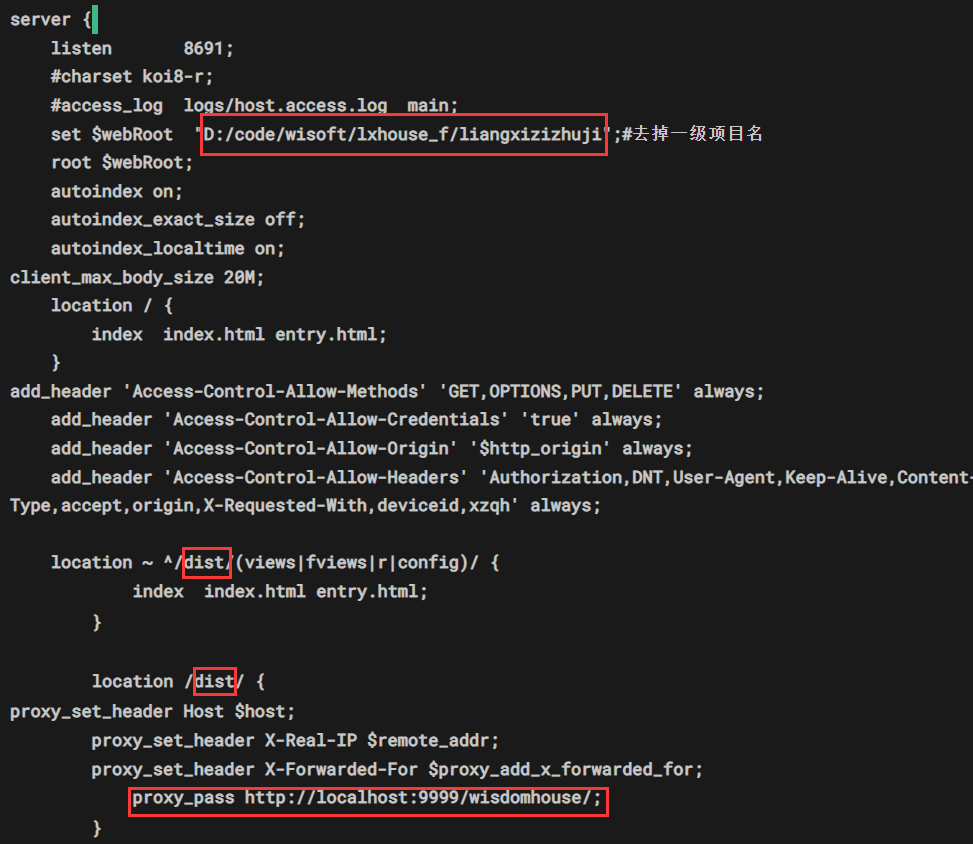 server {
listen       8691;
#charset koi8-r;
#access_log  logs/host.access.log  main;
set $webRoot  "D:/code/wisoft/lxhouse_f/liangxizizhuji";#去掉一级项目名
root $webRoot;
autoindex on;
autoindex_exact_size off;
autoindex_localtime on;
client_max_body_size 20M;
location / {
index  index.html entry.html;
}
add_header 'Access-Control-Allow-Methods' 'GET,OPTIONS,PUT,DELETE' always;
add_header 'Access-Control-Allow-Credentials' 'true' always;
add_header 'Access-Control-Allow-Origin' '$http_origin' always;
add_header 'Access-Control-Allow-Headers' 'Authorization,DNT,User-Agent,Keep-Alive,Content-
Type,accept,origin,X-Requested-With,deviceid,xzqh' always;
location ~ ^/dist/(views|fviews|r|config)/ {
index  index.html entry.html;
}
location /dist/ {
proxy_set_header Host $host;
proxy_set_header X-Real-IP $remote_addr;
proxy_set_header X-Forwarded-For $proxy_add_x_forwarded_for;
proxy_pass http://localhost:9999/wisdomhouse/;
}